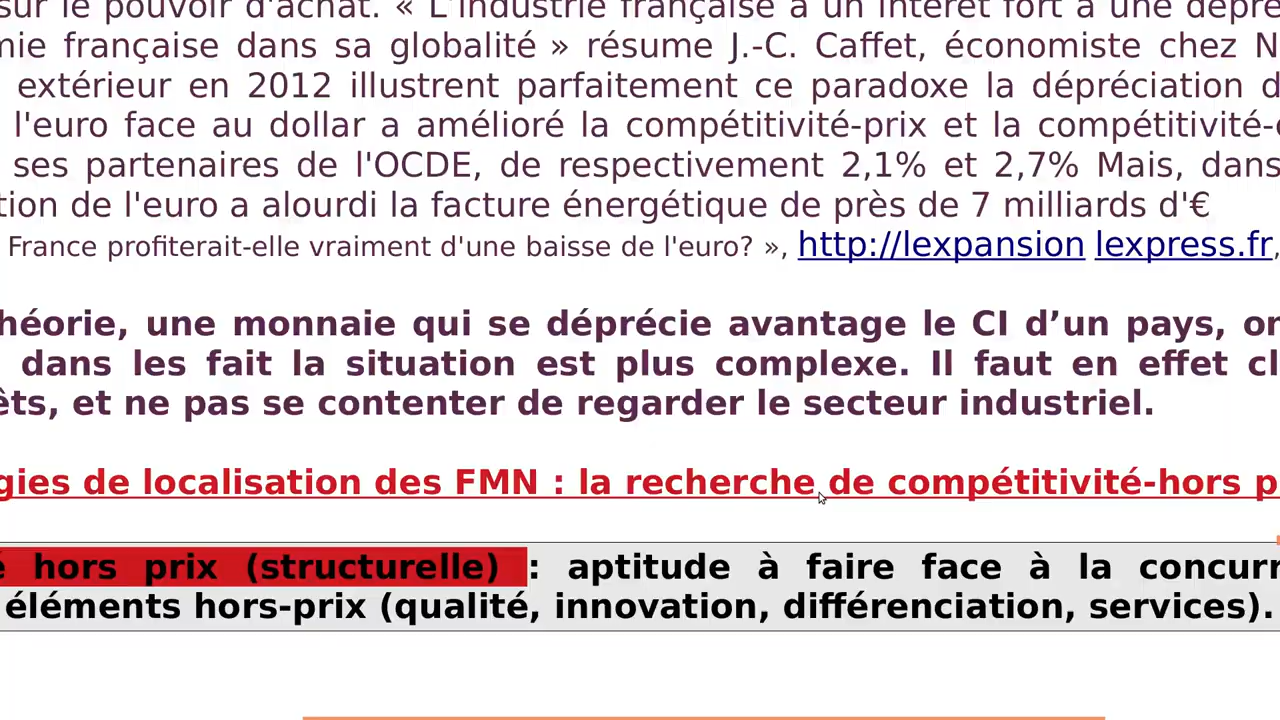 sur le pouvoir d'achat. « L'industrie française a un intérêt fort à une dépré
mie française dans sa globalité » résume J.-C. Caffet, économiste chez N
extérieur en 2012 illustrent parfaitement ce paradoxe la dépréciation d
l'euro face au dollar a amélioré la compétitivité-prix et la compétitivité-c
ses partenaires de l'OCDE, de respectivement 2,1% et 2,7% Mais, dans
tion de l'euro a alourdi la facture énergétique de près de 7 milliards d'€
France profiterait-elle vraiment d'une baisse de l'euro? », http://lexpansion lexpress.fr,
héorie, une monnaie qui se déprécie avantage le CI d’un pays, or
dans les fait la situation est plus complexe. Il faut en effet cl
êts, et ne pas se contenter de regarder le secteur industriel.
gies de localisation des FMN : la recherche de compétitivité-hors p
é hors prix (structurelle) : aptitude à faire face à la concurr
éléments hors-prix (qualité, innovation, différenciation, services).